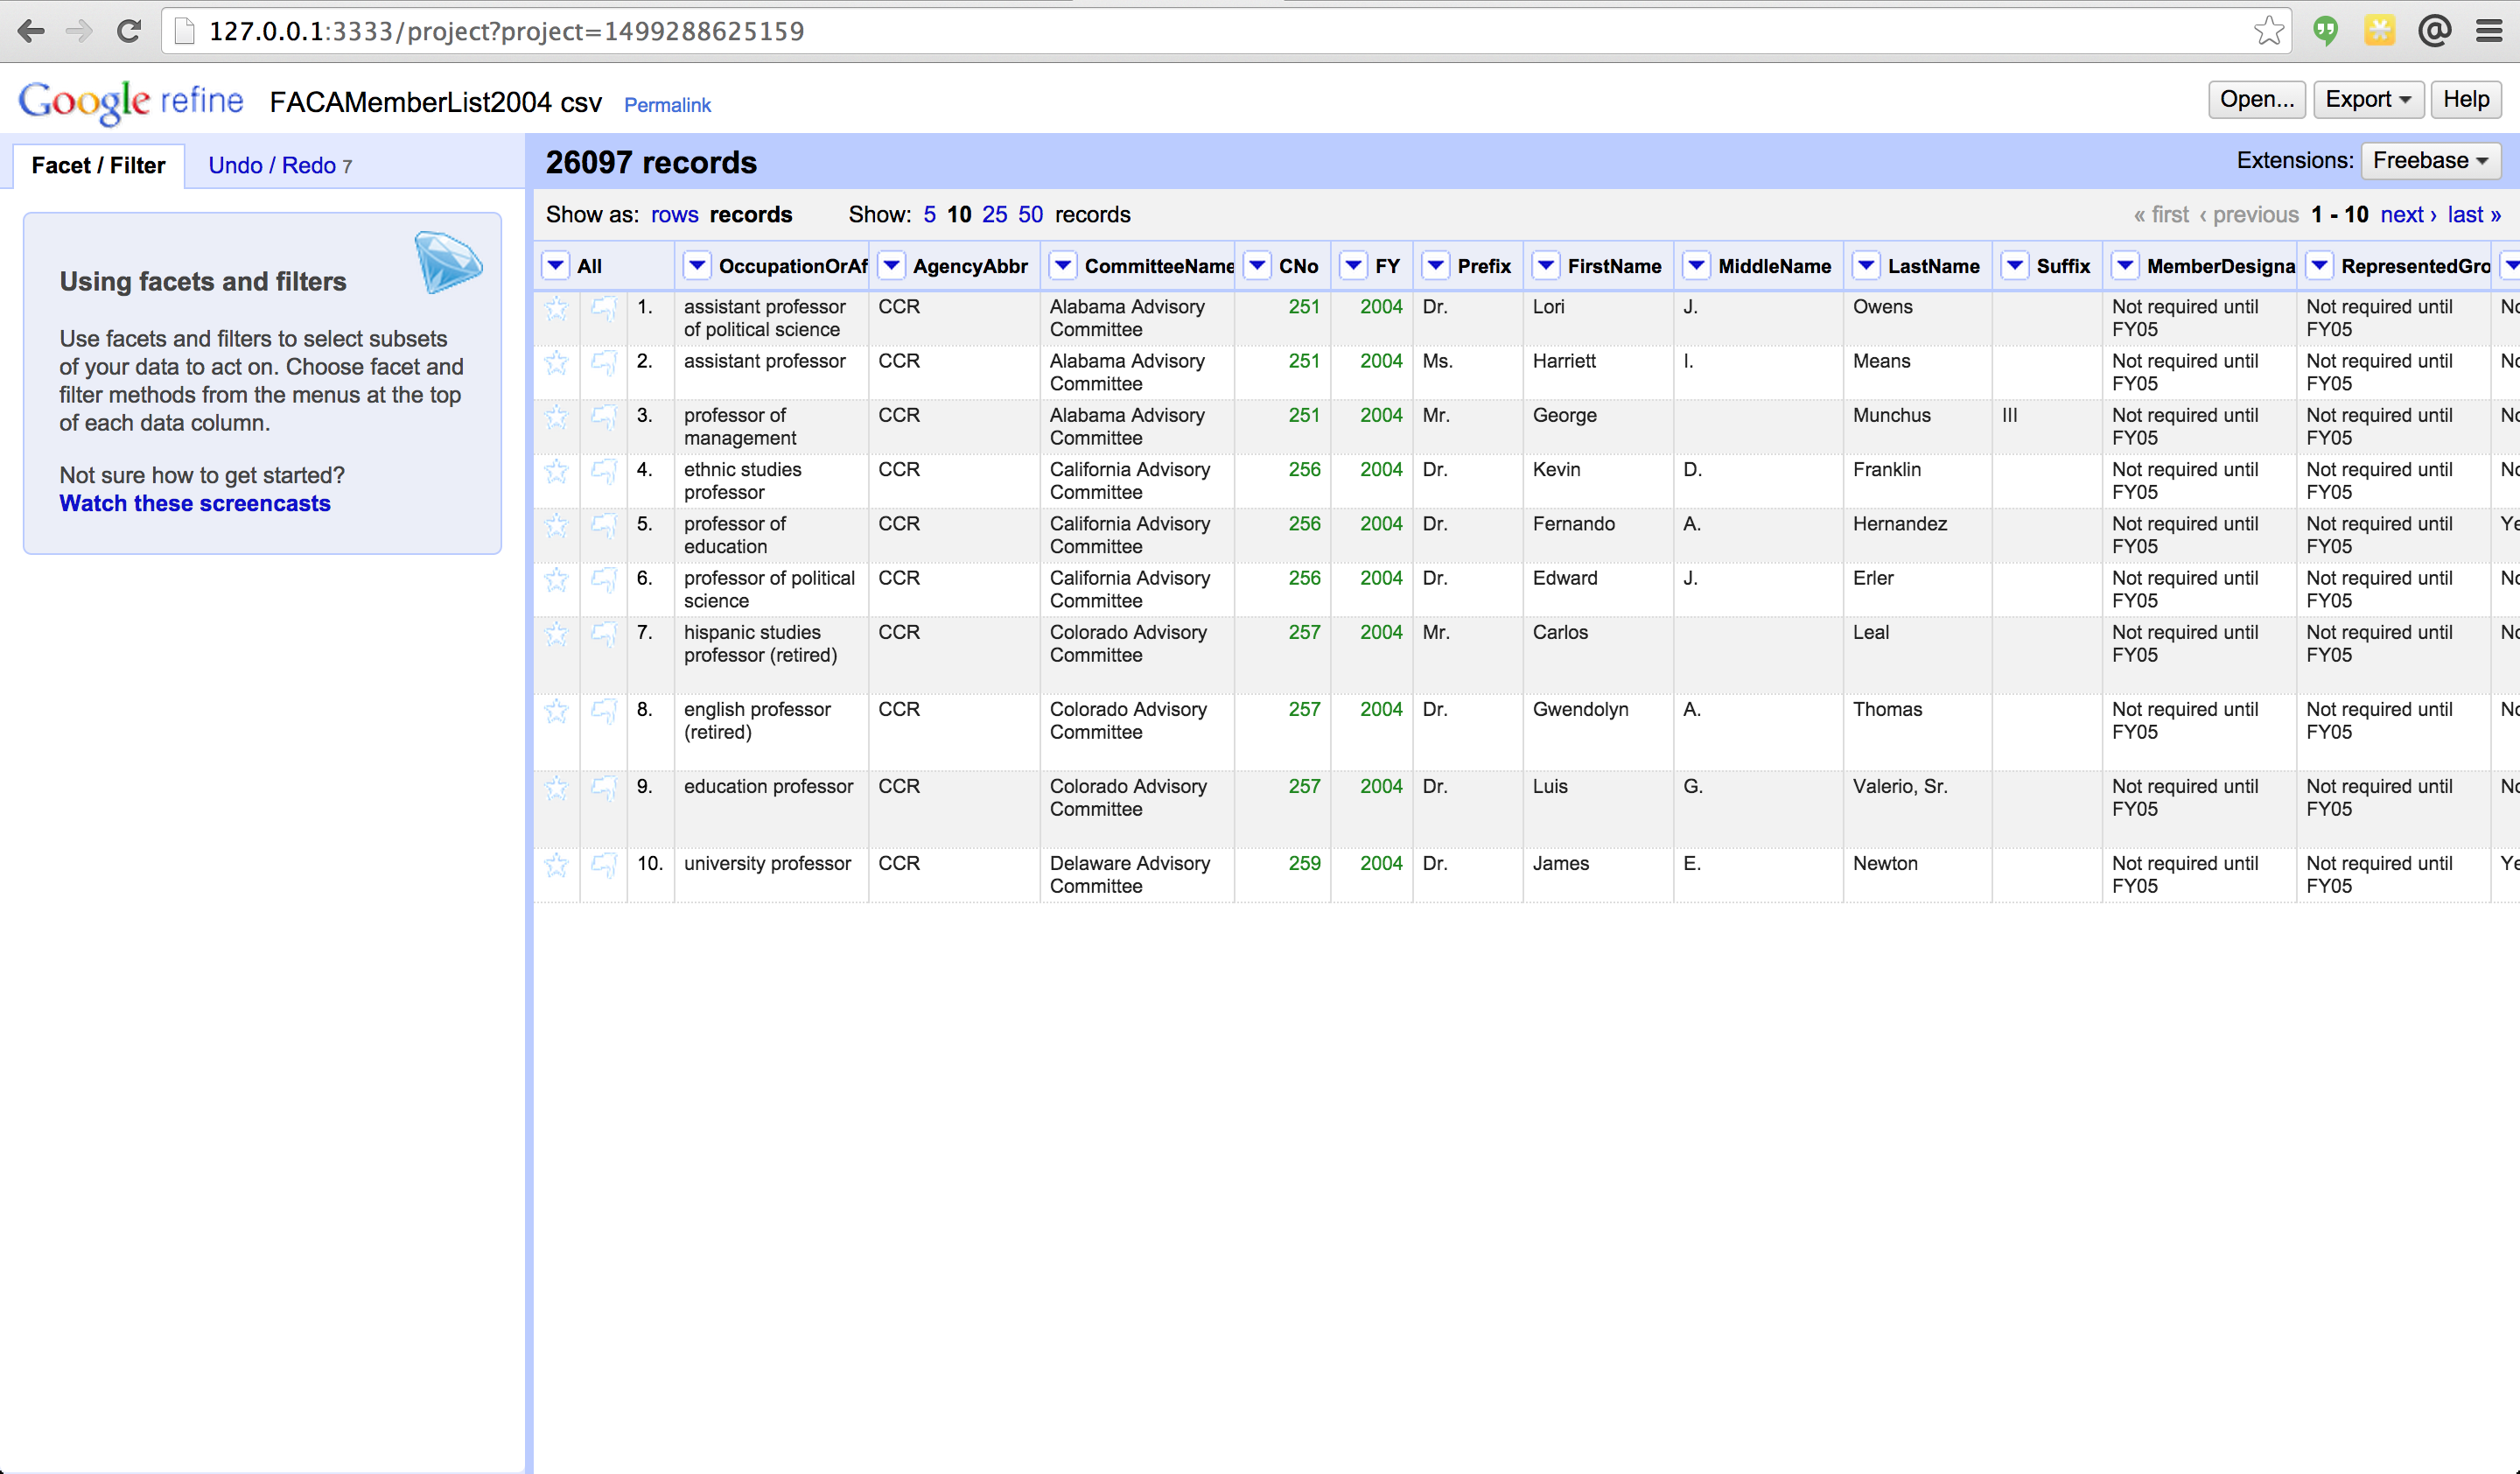 127.0.0.1:3333/project?project=1499288625159
Google refine FACAMemberList2004 csv Permalink Open... Export Help
Facet / Filter Undo / Redo 7 26097 records Extensions: Freebase
Show as: rows records Show: 5 10 25 50 records « first ‹ previous 1 - 10 next › last »
Using facets and filters
Use facets and filters to select subsets
of your data to act on. Choose facet and
filter methods from the menus at the top
of each data column.
Not sure how to get started?
Watch these screencasts
All OccupationOrAf AgencyAbbr CommitteeName CNo FY Prefix FirstName MiddleName LastName Suffix MemberDesigna RepresentedGro
1. assistant professor CCR Alabama Advisory 251 2004 Dr. Lori J. Owens Not required until Not required until No
of political science Committee FY05 FY05
2. assistant professor CCR Alabama Advisory 251 2004 Ms. Harriett I. Means Not required until Not required until No
Committee FY05 FY05
3. professor of CCR Alabama Advisory 251 2004 Mr. George Munchus III Not required until Not required until No
management Committee FY05 FY05
4. ethnic studies CCR California Advisory 256 2004 Dr. Kevin D. Franklin Not required until Not required until No
professor Committee FY05 FY05
5. professor of CCR California Advisory 256 2004 Dr. Fernando A. Hernandez Not required until Not required until Ye
education Committee FY05 FY05
6. professor of political CCR California Advisory 256 2004 Dr. Edward J. Erler Not required until Not required until No
science Committee FY05 FY05
7. hispanic studies CCR Colorado Advisory 257 2004 Mr. Carlos Leal Not required until Not required until No
professor (retired) Committee FY05 FY05
8. english professor CCR Colorado Advisory 257 2004 Dr. Gwendolyn A. Thomas Not required until Not required until No
(retired) Committee FY05 FY05
9. education professor CCR Colorado Advisory 257 2004 Dr. Luis G. Valerio, Sr. Not required until Not required until No
Committee FY05 FY05
10. university professor CCR Delaware Advisory 259 2004 Dr. James E. Newton Not required until Not required until Ye
Committee FY05 FY05